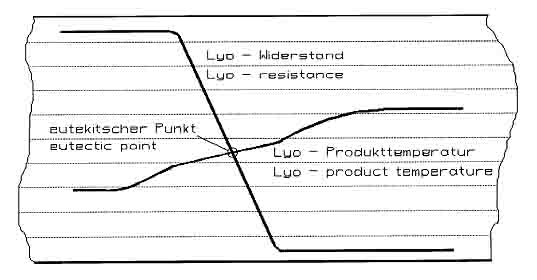 Lyo - Widerstand
Lyo - resistance
eutekitscher Punkt
eutectic point
Lyo - Produkttemperatur
Lyo - product temperature